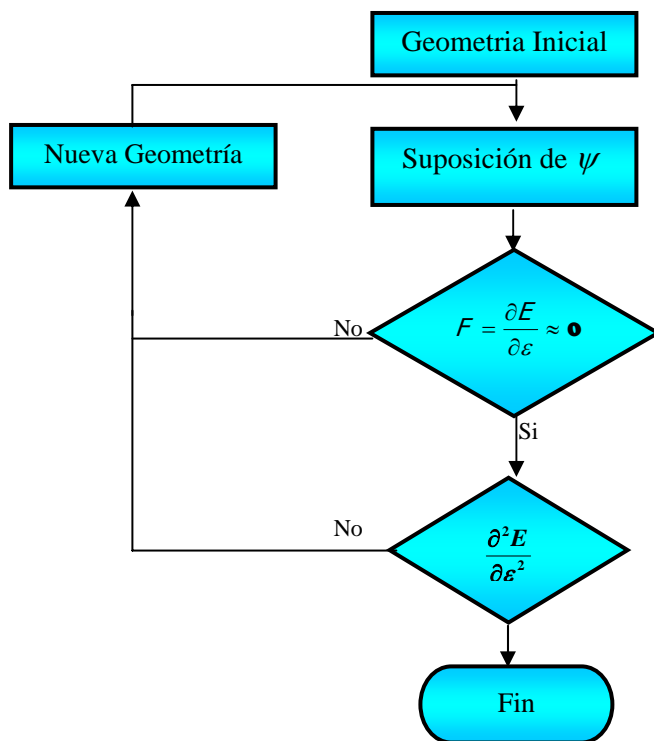 Geometria Inicial
Nueva Geometría
Suposición de ψ
No
F = ∂E/∂ε ≈ 0
Si
No
∂²E/∂ε²
Fin